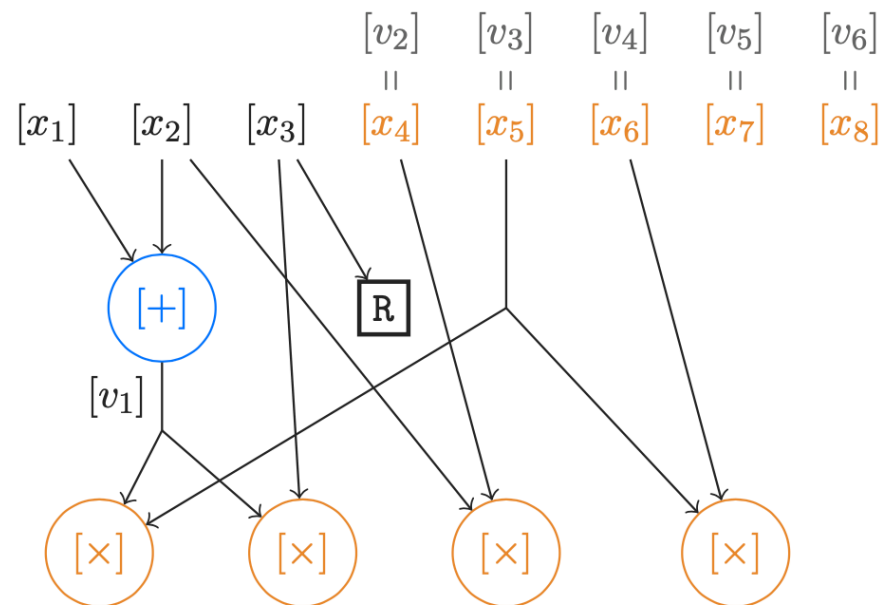 [v₂] [v₃] [v₄] [v₅] [v₆]
= = = = =
[x₁] [x₂] [x₃] [x₄] [x₅] [x₆] [x₇] [x₈]
[+] R
[v₁]
[×] [×] [×] [×]